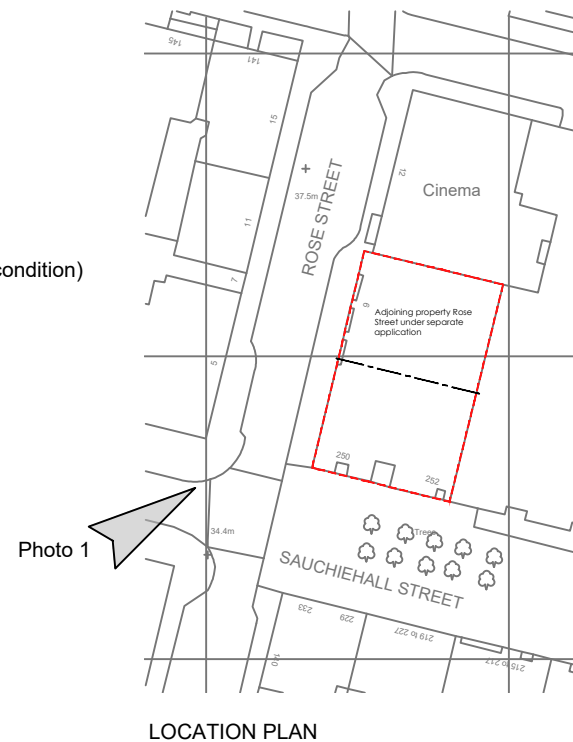 145
141
15
12
Cinema
37.5m
ROSE STREET
11
condition)
7
9
Adjoining property Rose
Street under separate
application
5
250
252
34.4m
Trees
Photo 1
SAUCHIEHALL STREET
233
229
219 to 227
215 to 217
LOCATION PLAN